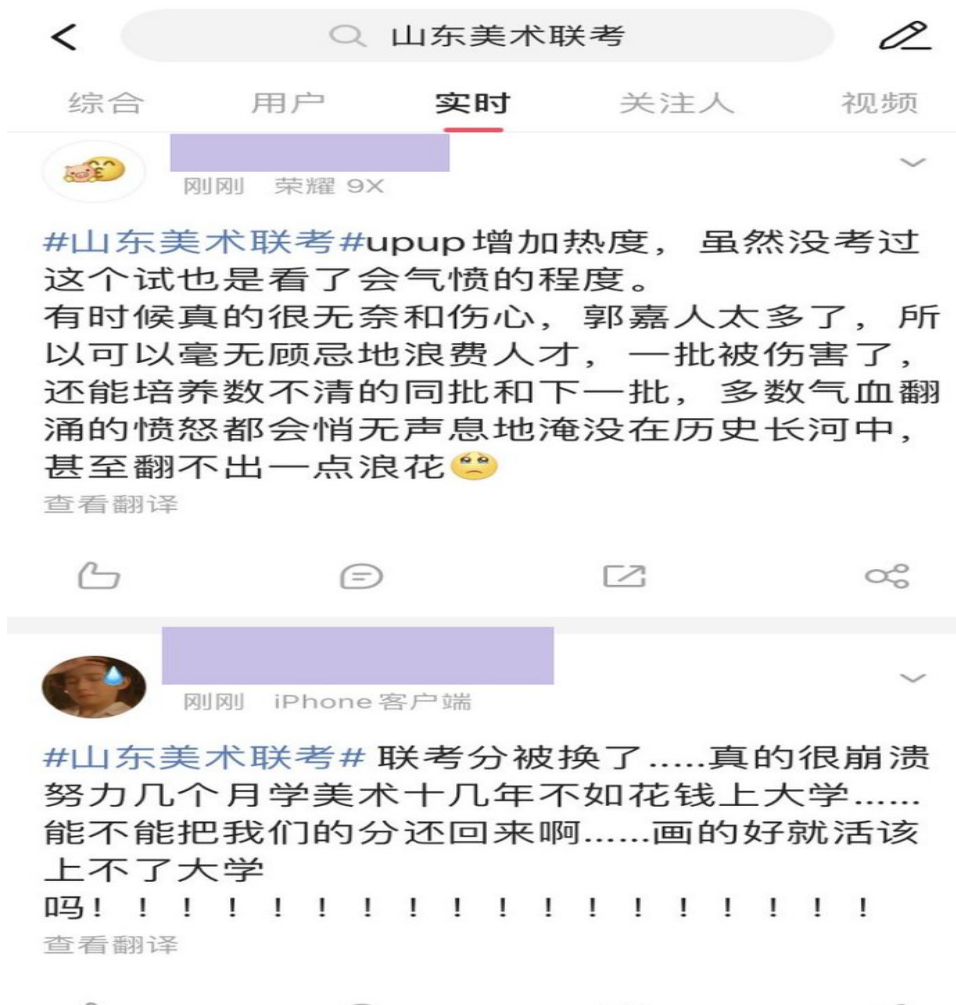 山东美术联考
综合 用户 实时 关注人 视频
刚刚 荣耀 9X
#山东美术联考#upup增加热度，虽然没考过
这个试也是看了会气愤的程度。
有时候真的很无奈和伤心，郭嘉人太多了，所
以可以毫无顾忌地浪费人才，一批被伤害了，
还能培养数不清的同批和下一批，多数气血翻
涌的愤怒都会悄无声息地淹没在历史长河中，
甚至翻不出一点浪花🥺
查看翻译
刚刚 iPhone客户端
#山东美术联考# 联考分被换了......真的很崩溃
努力几个月学美术十几年不如花钱上大学......
能不能把我们的分还回来啊......画的好就活该
上不了大学
吗！！！！！！！！！！！！！！！！！！
查看翻译